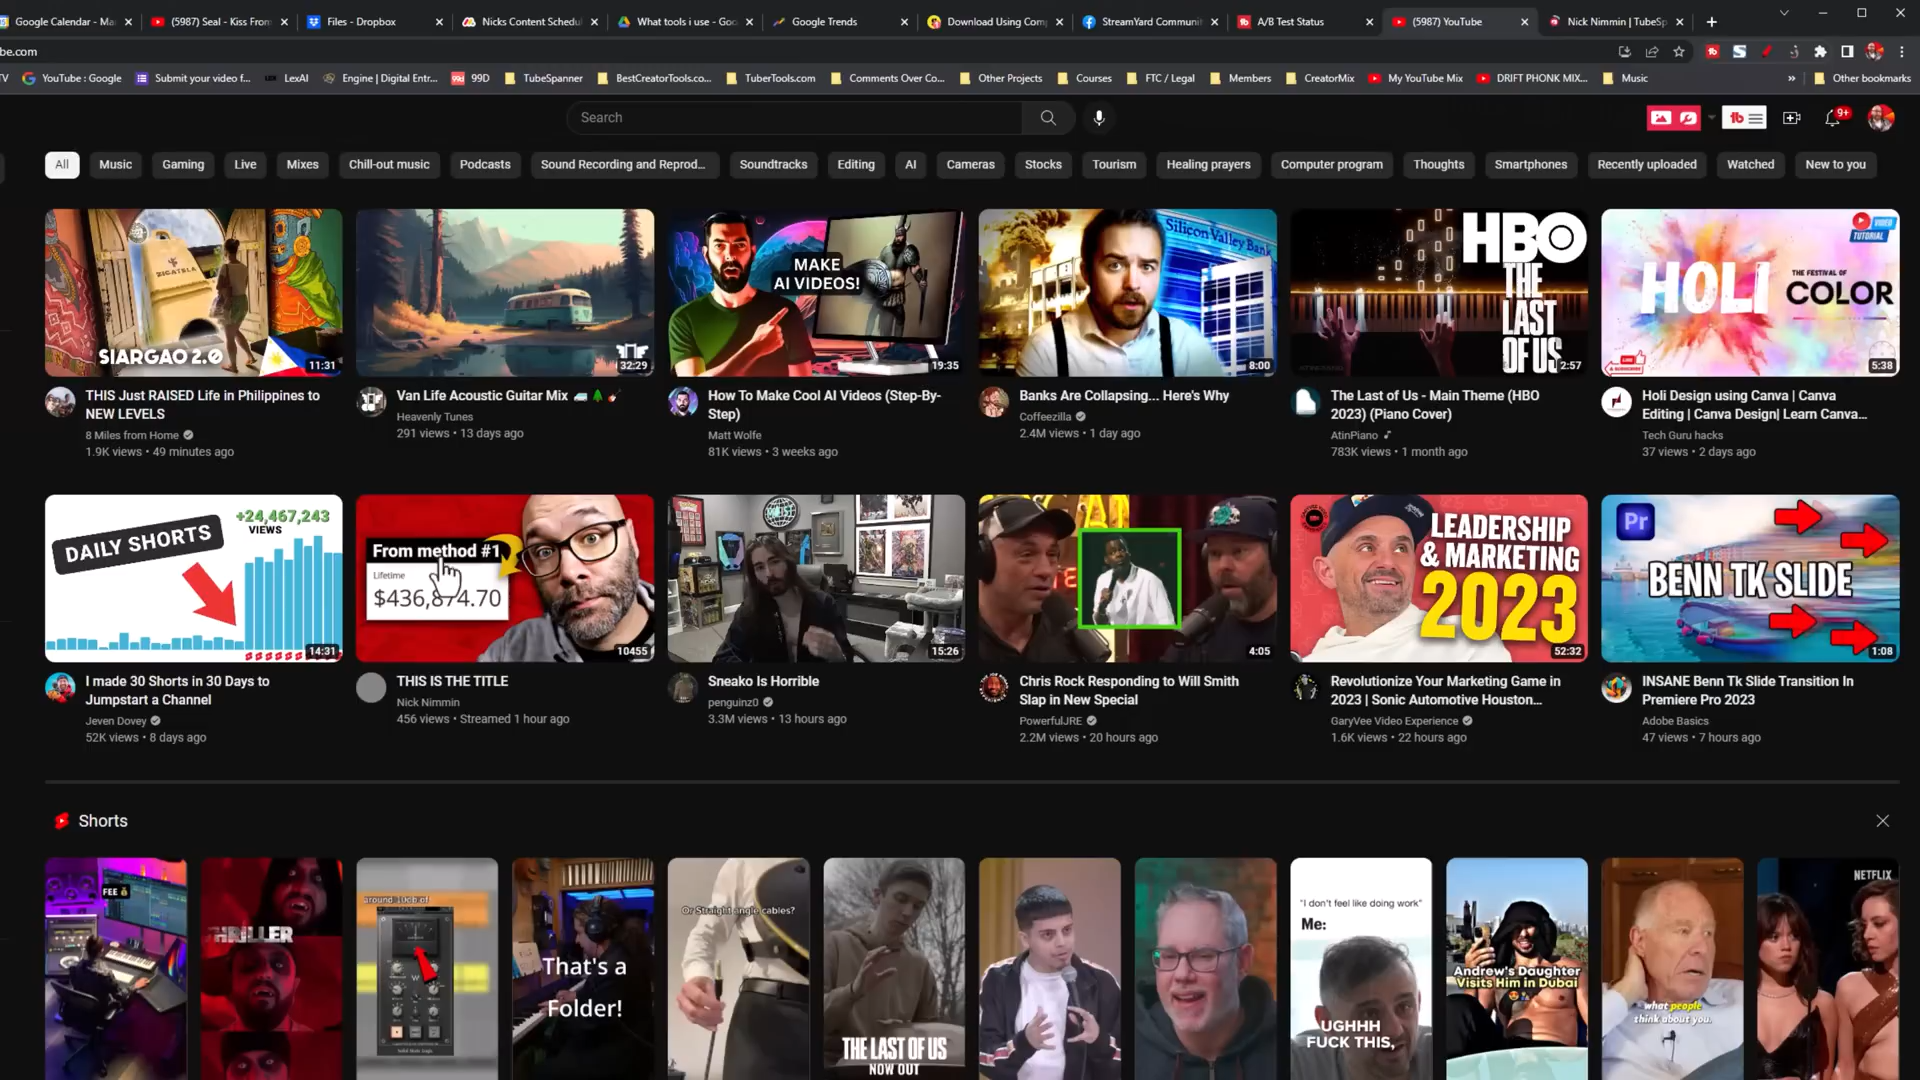 Google Calendar - Mar
(5987) Seal - Kiss From
Files - Dropbox
Nicks Content Schedu
What tools i use - Goo
Google Trends
Download Using Comp
StreamYard Communit
A/B Test Status
(5987) YouTube
Nick Nimmin | TubeSp
be.com
TV
YouTube : Google
Submit your video f...
LexAI
Engine | Digital Entr...
99D
TubeSpanner
BestCreatorTools.co...
TuberTools.com
Comments Over Co...
Other Projects
Courses
FTC / Legal
Members
CreatorMix
My YouTube Mix
DRIFT PHONK MIX...
Music
Other bookmarks
Search
9+
All
Music
Gaming
Live
Mixes
Chill-out music
Podcasts
Sound Recording and Reprod...
Soundtracks
Editing
AI
Cameras
Stocks
Tourism
Healing prayers
Computer program
Thoughts
Smartphones
Recently uploaded
Watched
New to you
ZICATELA
SIARGAO 2.0
11:31
32:29
MAKE
AI VIDEOS!
19:35
Silicon Valley Bank
8:00
HBO
THE
LAST
OF US
2:57
VIDEO
TUTORIAL
HOLI
THE FESTIVAL OF
COLOR
LIKE
& SUBSCRIBE
5:38
THIS Just RAISED Life in Philippines to
NEW LEVELS
8 Miles from Home
1.9K views • 49 minutes ago
Van Life Acoustic Guitar Mix
Heavenly Tunes
291 views • 13 days ago
How To Make Cool AI Videos (Step-By-
Step)
Matt Wolfe
81K views • 3 weeks ago
Banks Are Collapsing... Here's Why
Coffeezilla
2.4M views • 1 day ago
The Last of Us - Main Theme (HBO
2023) (Piano Cover)
AtinPiano
783K views • 1 month ago
Holi Design using Canva | Canva
Editing | Canva Design| Learn Canva...
Tech Guru hacks
37 views • 2 days ago
+24,467,243
VIEWS
DAILY SHORTS
14:31
From method #1
Lifetime
$436,874.70
10455
15:26
4:05
LEADERSHIP
& MARKETING
2023
52:32
Pr
BENN TK SLIDE
1:08
I made 30 Shorts in 30 Days to
Jumpstart a Channel
Jeven Dovey
52K views • 8 days ago
THIS IS THE TITLE
Nick Nimmin
456 views • Streamed 1 hour ago
Sneako Is Horrible
penguinz0
3.3M views • 13 hours ago
Chris Rock Responding to Will Smith
Slap in New Special
PowerfulJRE
2.2M views • 20 hours ago
Revolutionize Your Marketing Game in
2023 | Sonic Automotive Houston...
GaryVee Video Experience
1.6K views • 22 hours ago
INSANE Benn Tk Slide Transition In
Premiere Pro 2023
Adobe Basics
47 views • 7 hours ago
Shorts
FEE
THRILLER
around 10db of
That's a
Folder!
Or Straight angle cables?
THE LAST OF US
NOW OUT
"I don't feel like doing work"
Me:
UGHHH
FUCK THIS,
Andrew's Daughter
Visits Him in Dubai
what people
think about you.
NETFLIX